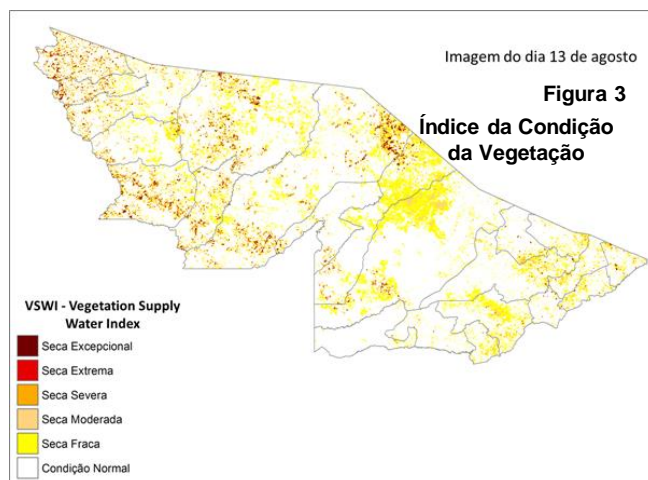 Imagem do dia 13 de agosto
Figura 3
Índice da Condição
da Vegetação
VSWI - Vegetation Supply
Water Index
Seca Excepcional
Seca Extrema
Seca Severa
Seca Moderada
Seca Fraca
Condição Normal